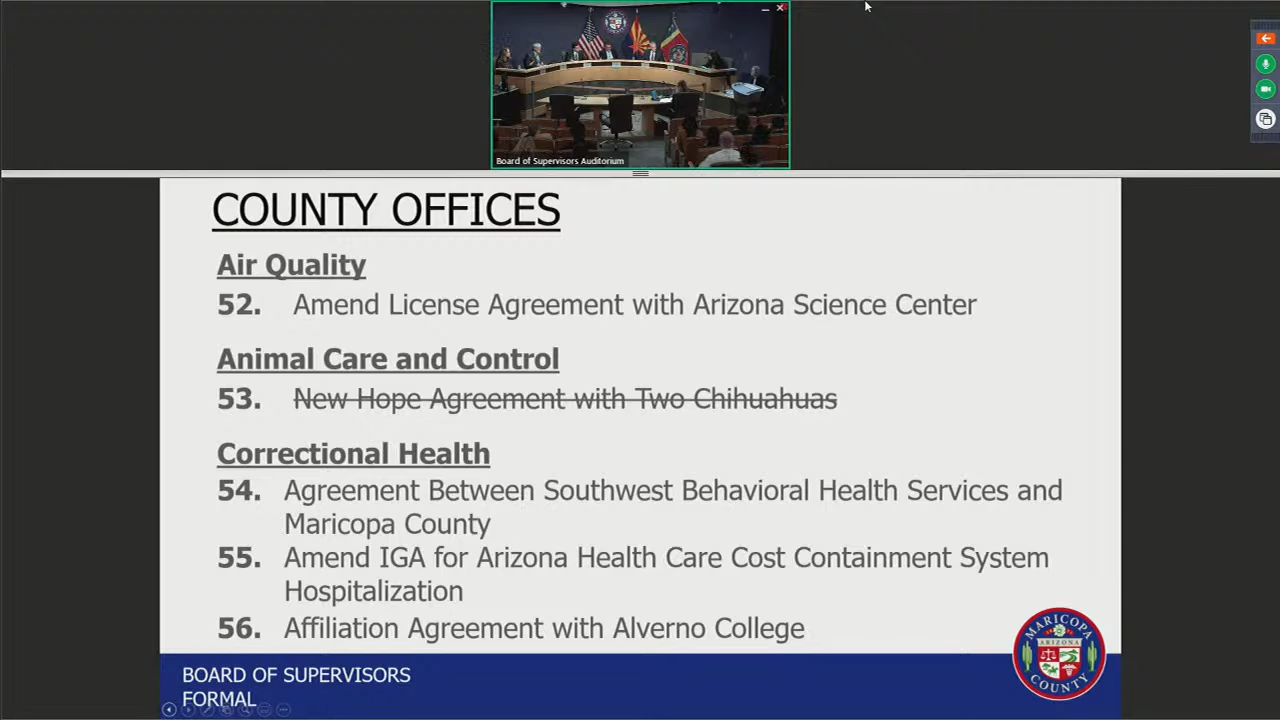 Board of Supervisors Auditorium
COUNTY OFFICES
Air Quality
52. Amend License Agreement with Arizona Science Center
Animal Care and Control
53. New Hope Agreement with Two Chihuahuas
Correctional Health
54. Agreement Between Southwest Behavioral Health Services and
Maricopa County
55. Amend IGA for Arizona Health Care Cost Containment System
Hospitalization
56. Affiliation Agreement with Alverno College
BOARD OF SUPERVISORS
FORMAL
MARICOPA
ARIZONA
COUNTY